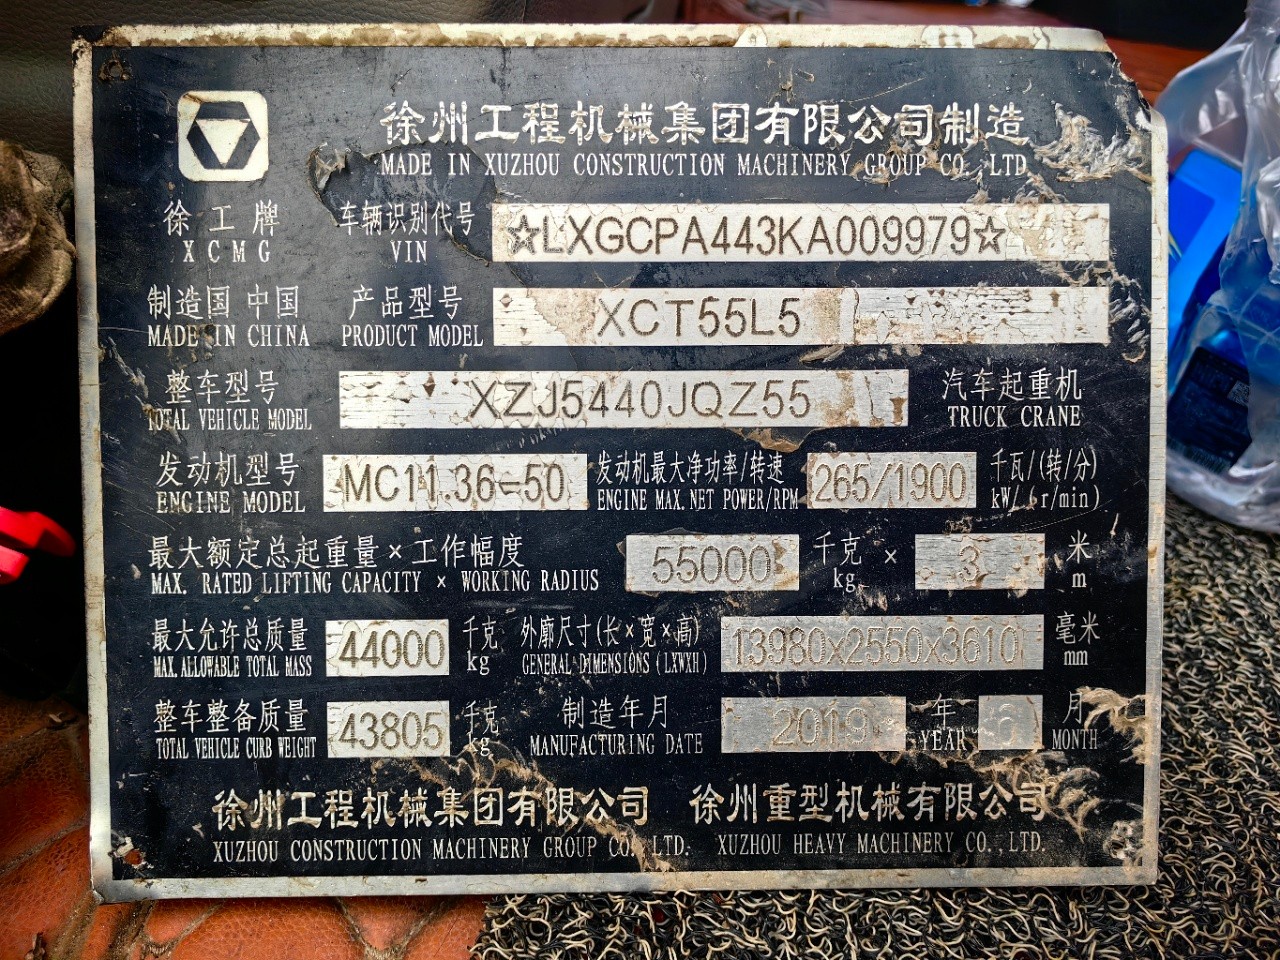 徐州工程机械集团有限公司制造
MADE IN XUZHOU CONSTRUCTION MACHINERY GROUP CO.,LTD
徐工牌 车辆识别代号 ☆LXGCPA443KA009979☆
XCMG VIN
制造国 中国 产品型号 XCT55L5
MADE IN CHINA PRODUCT MODEL
整车型号 XZJ5440JQZ55 汽车起重机
TOTAL VEHICLE MODEL TRUCK CRANE
发动机型号 MC11.36-50 发动机最大净功率/转速 265/1900 千瓦/(转/分)
ENGINE MODEL ENGINE MAX.NET POWER/RPM kW/(r/min)
最大额定总起重量×工作幅度 55000 千克 × 3 米
MAX. RATED LIFTING CAPACITY × WORKING RADIUS kg m
最大允许总质量 44000 千克 外廓尺寸(长×宽×高) 13980x2550x3610 毫米
MAX.ALLOWABLE TOTAL MASS kg GENERAL DIMENSIONS (LXWXH) mm
整车整备质量 43805 千克 制造年月 2019 年 6 月
TOTAL VEHICLE CURB WEIGHT kg MANUFACTURING DATE YEAR MONTH
徐州工程机械集团有限公司 徐州重型机械有限公司
XUZHOU CONSTRUCTION MACHINERY GROUP CO.,LTD. XUZHOU HEAVY MACHINERY CO.,LTD.